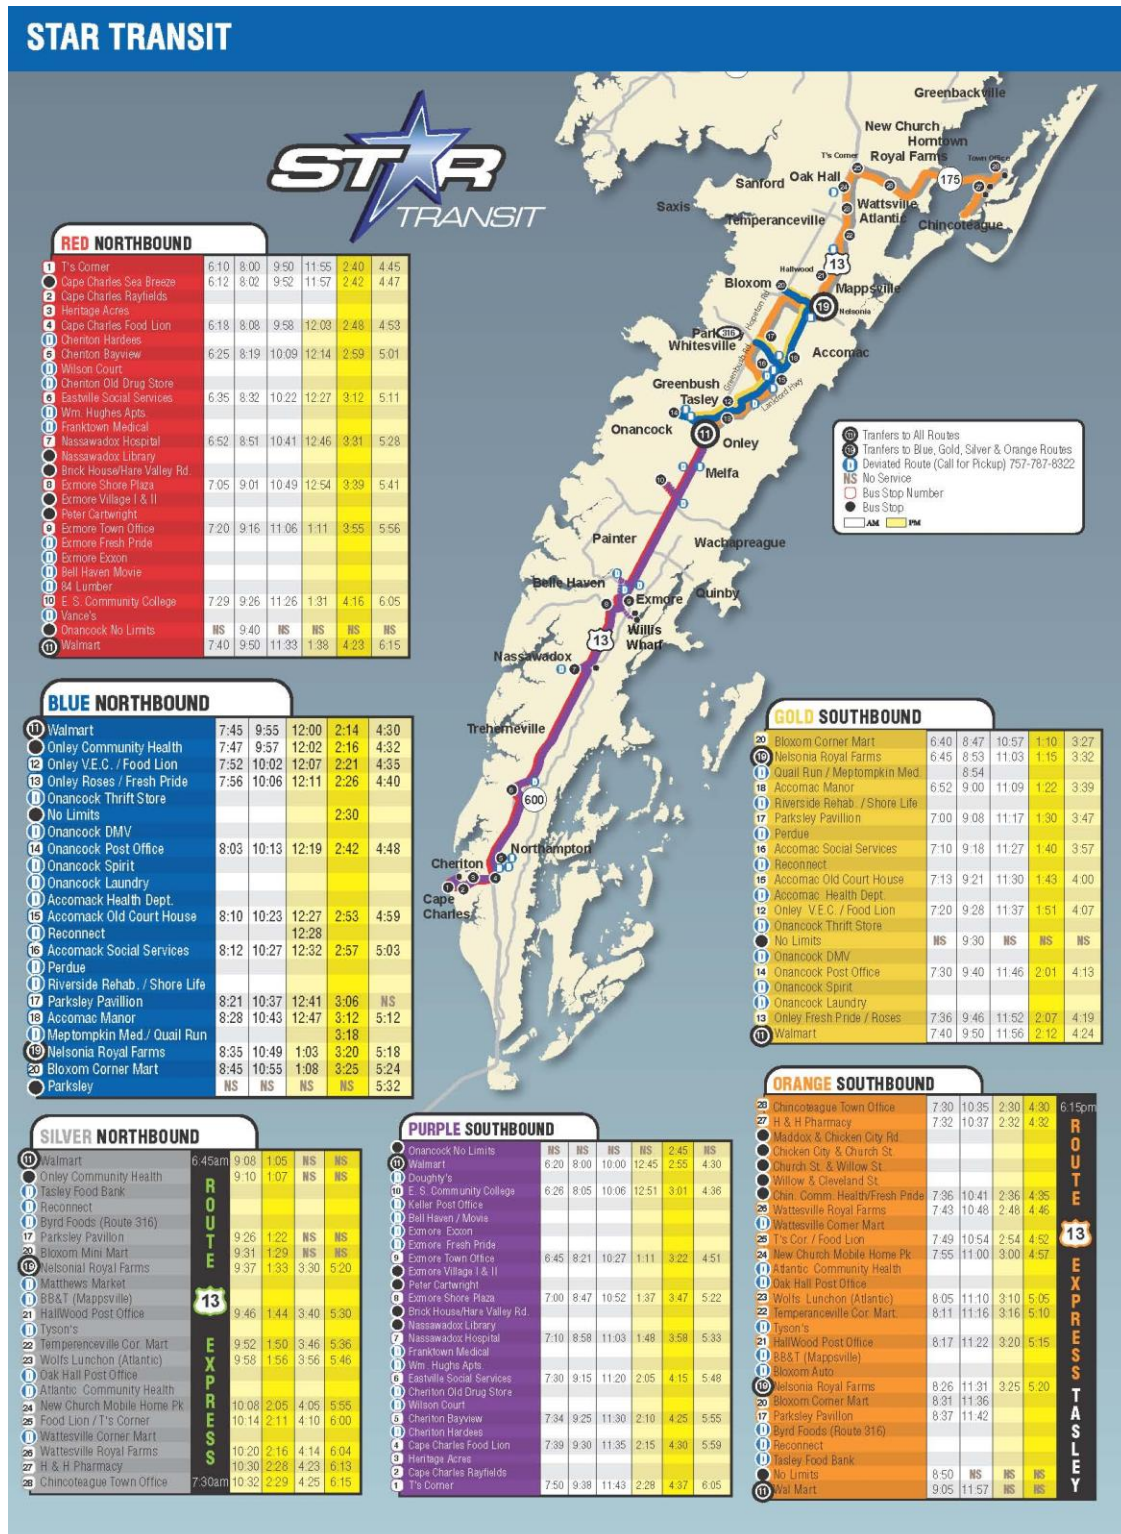 STAR TRANSIT
STAR
TRANSIT
RED NORTHBOUND
1 T's Corner 6:10 8:00 9:50 11:55 2:40 4:45
Cape Charles Sea Breeze 6:12 8:02 9:52 11:57 2:42 4:47
2 Cape Charles Rayfields
3 Heritage Acres
4 Cape Charles Food Lion 6:18 8:08 9:58 12:03 2:48 4:53
D Cheriton Hardees
5 Cheriton Bayview 6:25 8:19 10:09 12:14 2:59 5:01
D Wilson Court
D Cheriton Old Drug Store
6 Eastville Social Services 6:35 8:32 10:22 12:27 3:12 5:11
D Wm. Hughes Apts.
D Franktown Medical
7 Nassawadox Hospital 6:52 8:51 10:41 12:46 3:31 5:28
Nassawadox Library
Brick House/Hare Valley Rd.
8 Exmore Shore Plaza 7:05 9:01 10:49 12:54 3:39 5:41
Exmore Village I & II
Peter Cartwright
9 Exmore Town Office 7:20 9:16 11:06 1:11 3:55 5:56
D Exmore Fresh Pride
D Exmore Exxon
D Bell Haven Movie
D 84 Lumber
10 E. S. Community College 7:29 9:26 11:26 1:31 4:16 6:05
D Vance's
Onancock No Limits NS 9:40 NS NS NS NS
11 Walmart 7:40 9:50 11:33 1:38 4:23 6:15
BLUE NORTHBOUND
11 Walmart 7:45 9:55 12:00 2:14 4:30
Onley Community Health 7:47 9:57 12:02 2:16 4:32
12 Onley V.E.C. / Food Lion 7:52 10:02 12:07 2:21 4:35
13 Onley Roses / Fresh Pride 7:56 10:06 12:11 2:26 4:40
D Onancock Thrift Store
No Limits 2:30
D Onancock DMV
14 Onancock Post Office 8:03 10:13 12:19 2:42 4:48
D Onancock Spirit
D Onancock Laundry
D Accomack Health Dept.
15 Accomack Old Court House 8:10 10:23 12:27 2:53 4:59
D Reconnect 12:28
16 Accomack Social Services 8:12 10:27 12:32 2:57 5:03
D Perdue
D Riverside Rehab. / Shore Life
17 Parksley Pavillion 8:21 10:37 12:41 3:06 NS
18 Accomac Manor 8:28 10:43 12:47 3:12 5:12
D Meptompkin Med./ Quail Run 3:18
19 Nelsonia Royal Farms 8:35 10:49 1:03 3:20 5:18
20 Bloxom Corner Mart 8:45 10:55 1:08 3:25 5:24
Parksley NS NS NS NS 5:32
SILVER NORTHBOUND
11 Walmart 6:45am 9:08 1:05 NS NS
Onley Community Health 9:10 1:07 NS NS
D Tasley Food Bank
D Reconnect
D Byrd Foods (Route 316)
17 Parksley Pavillon 9:26 1:22 NS NS
20 Bloxom Mini Mart 9:31 1:29 NS NS
19 Nelsonial Royal Farms 9:37 1:33 3:30 5:20
D Matthews Market
D BB&T (Mappsville)
21 HallWood Post Office 9:46 1:44 3:40 5:30
D Tyson's
22 Temperenceville Cor. Mart 9:52 1:50 3:46 5:36
23 Wolfs Lunchon (Atlantic) 9:58 1:56 3:56 5:46
D Oak Hall Post Office
D Atlantic Community Health
24 New Church Mobile Home Pk 10:08 2:05 4:05 5:55
25 Food Lion / T's Corner 10:14 2:11 4:10 6:00
D Wattesville Corner Mart
26 Wattesville Royal Farms 10:20 2:16 4:14 6:04
27 H & H Pharmacy 10:30 2:28 4:23 6:13
28 Chincoteague Town Office 7:30am 10:32 2:29 4:25 6:15
ROUTE 13 EXPRESS
PURPLE SOUTHBOUND
Onancock No Limits NS NS NS NS 2:45 NS
11 Walmart 6:20 8:00 10:00 12:45 2:55 4:30
D Doughty's
10 E. S. Community College 6:26 8:05 10:06 12:51 3:01 4:36
D Keller Post Office
D Bell Haven / Movie
D Exmore Exxon
D Exmore Fresh Pride
9 Exmore Town Office 6:45 8:21 10:27 1:11 3:22 4:51
Exmore Village I & II
Peter Cartwright
8 Exmore Shore Plaza 7:00 8:47 10:52 1:37 3:47 5:22
Brick House/Hare Valley Rd.
Nassawadox Library
7 Nassawadox Hospital 7:10 8:58 11:03 1:48 3:58 5:33
D Franktown Medical
D Wm. Hughs Apts.
6 Eastville Social Services 7:30 9:15 11:20 2:05 4:15 5:48
D Cheriton Old Drug Store
D Wilson Court
5 Cheriton Bayview 7:34 9:25 11:30 2:10 4:25 5:55
D Cheriton Hardees
4 Cape Charles Food Lion 7:39 9:30 11:35 2:15 4:30 5:59
3 Heritage Acres
2 Cape Charles Rayfields
1 T's Corner 7:50 9:38 11:43 2:28 4:37 6:05
GOLD SOUTHBOUND
20 Bloxom Corner Mart 6:40 8:47 10:57 1:10 3:27
19 Nelsonia Royal Farms 6:45 8:53 11:03 1:15 3:32
D Quail Run / Meptompkin Med. 8:54
18 Accomac Manor 6:52 9:00 11:09 1:22 3:39
D Riverside Rehab. / Shore Life
17 Parksley Pavillion 7:00 9:08 11:17 1:30 3:47
D Perdue
16 Accomac Social Services 7:10 9:18 11:27 1:40 3:57
D Reconnect
15 Accomac Old Court House 7:13 9:21 11:30 1:43 4:00
D Accomac Health Dept.
12 Onley V.E.C. / Food Lion 7:20 9:28 11:37 1:51 4:07
D Onancock Thrift Store
No Limits NS 9:30 NS NS NS
D Onancock DMV
14 Onancock Post Office 7:30 9:40 11:46 2:01 4:13
D Onancock Spirit
D Onancock Laundry
13 Onley Fresh Pride / Roses 7:36 9:46 11:52 2:07 4:19
11 Walmart 7:40 9:50 11:56 2:12 4:24
ORANGE SOUTHBOUND
28 Chincoteague Town Office 7:30 10:35 2:30 4:30 6:15pm
27 H & H Pharmacy 7:32 10:37 2:32 4:32
Maddox & Chicken City Rd.
Chicken City & Church St.
Church St. & Willow St.
Willow & Cleveland St.
Chin. Comm. Health/Fresh Pride 7:36 10:41 2:36 4:35
26 Wattesville Royal Farms 7:43 10:48 2:48 4:46
D Wattesville Corner Mart
25 T's Cor. / Food Lion 7:49 10:54 2:54 4:52
24 New Church Mobile Home Pk 7:55 11:00 3:00 4:57
D Atlantic Community Health
D Oak Hall Post Office
23 Wolfs Lunchon (Atlantic) 8:05 11:10 3:10 5:05
22 Temperanceville Cor. Mart. 8:11 11:16 3:16 5:10
D Tyson's
21 HallWood Post Office 8:17 11:22 3:20 5:15
D BB&T (Mappsville)
D Bloxom Auto
19 Nelsonia Royal Farms 8:26 11:31 3:25 5:20
20 Bloxom Corner Mart 8:31 11:36
17 Parksley Pavillon 8:37 11:42
D Byrd Foods (Route 316)
D Reconnect
D Tasley Food Bank
No Limits 8:50 NS NS NS
11 Wal Mart 9:05 11:57 NS NS
ROUTE 13 EXPRESS TASLEY
Greenbackville
New Church
Horntown
T's Corner
Royal Farms
Town Office
Sanford
Oak Hall
175
Saxis
Wattsville
Temperanceville
Atlantic
Chincoteague
13
Hallwood
Bloxom
Mappsville
19
Nelsonia
Hopeton Rd
316
Whitesville
Accomac
Greenbush Rd
Greenbush
Tasley
Lankford Hwy
Onancock
11
Onley
Melfa
Painter
Wachapreague
Belle Haven
Exmore
Quinby
Willis
Wharf
13
Nassawadox
Treherneville
600
Northampton
Cheriton
Cape
Charles
Tranfers to All Routes
Tranfers to Blue, Gold, Silver & Orange Routes
D Deviated Route (Call for Pickup) 757-787-8322
NS No Service
Bus Stop Number
Bus Stop
AM PM